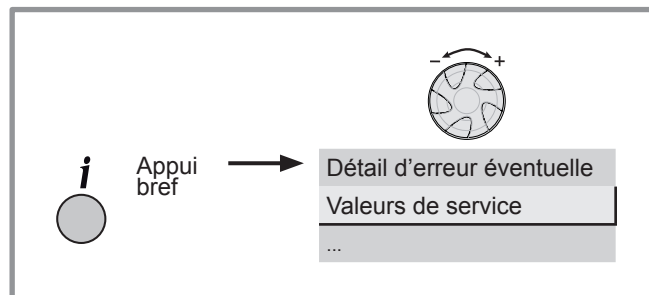 - +
i
Appui
bref
Détail d'erreur éventuelle
Valeurs de service
...